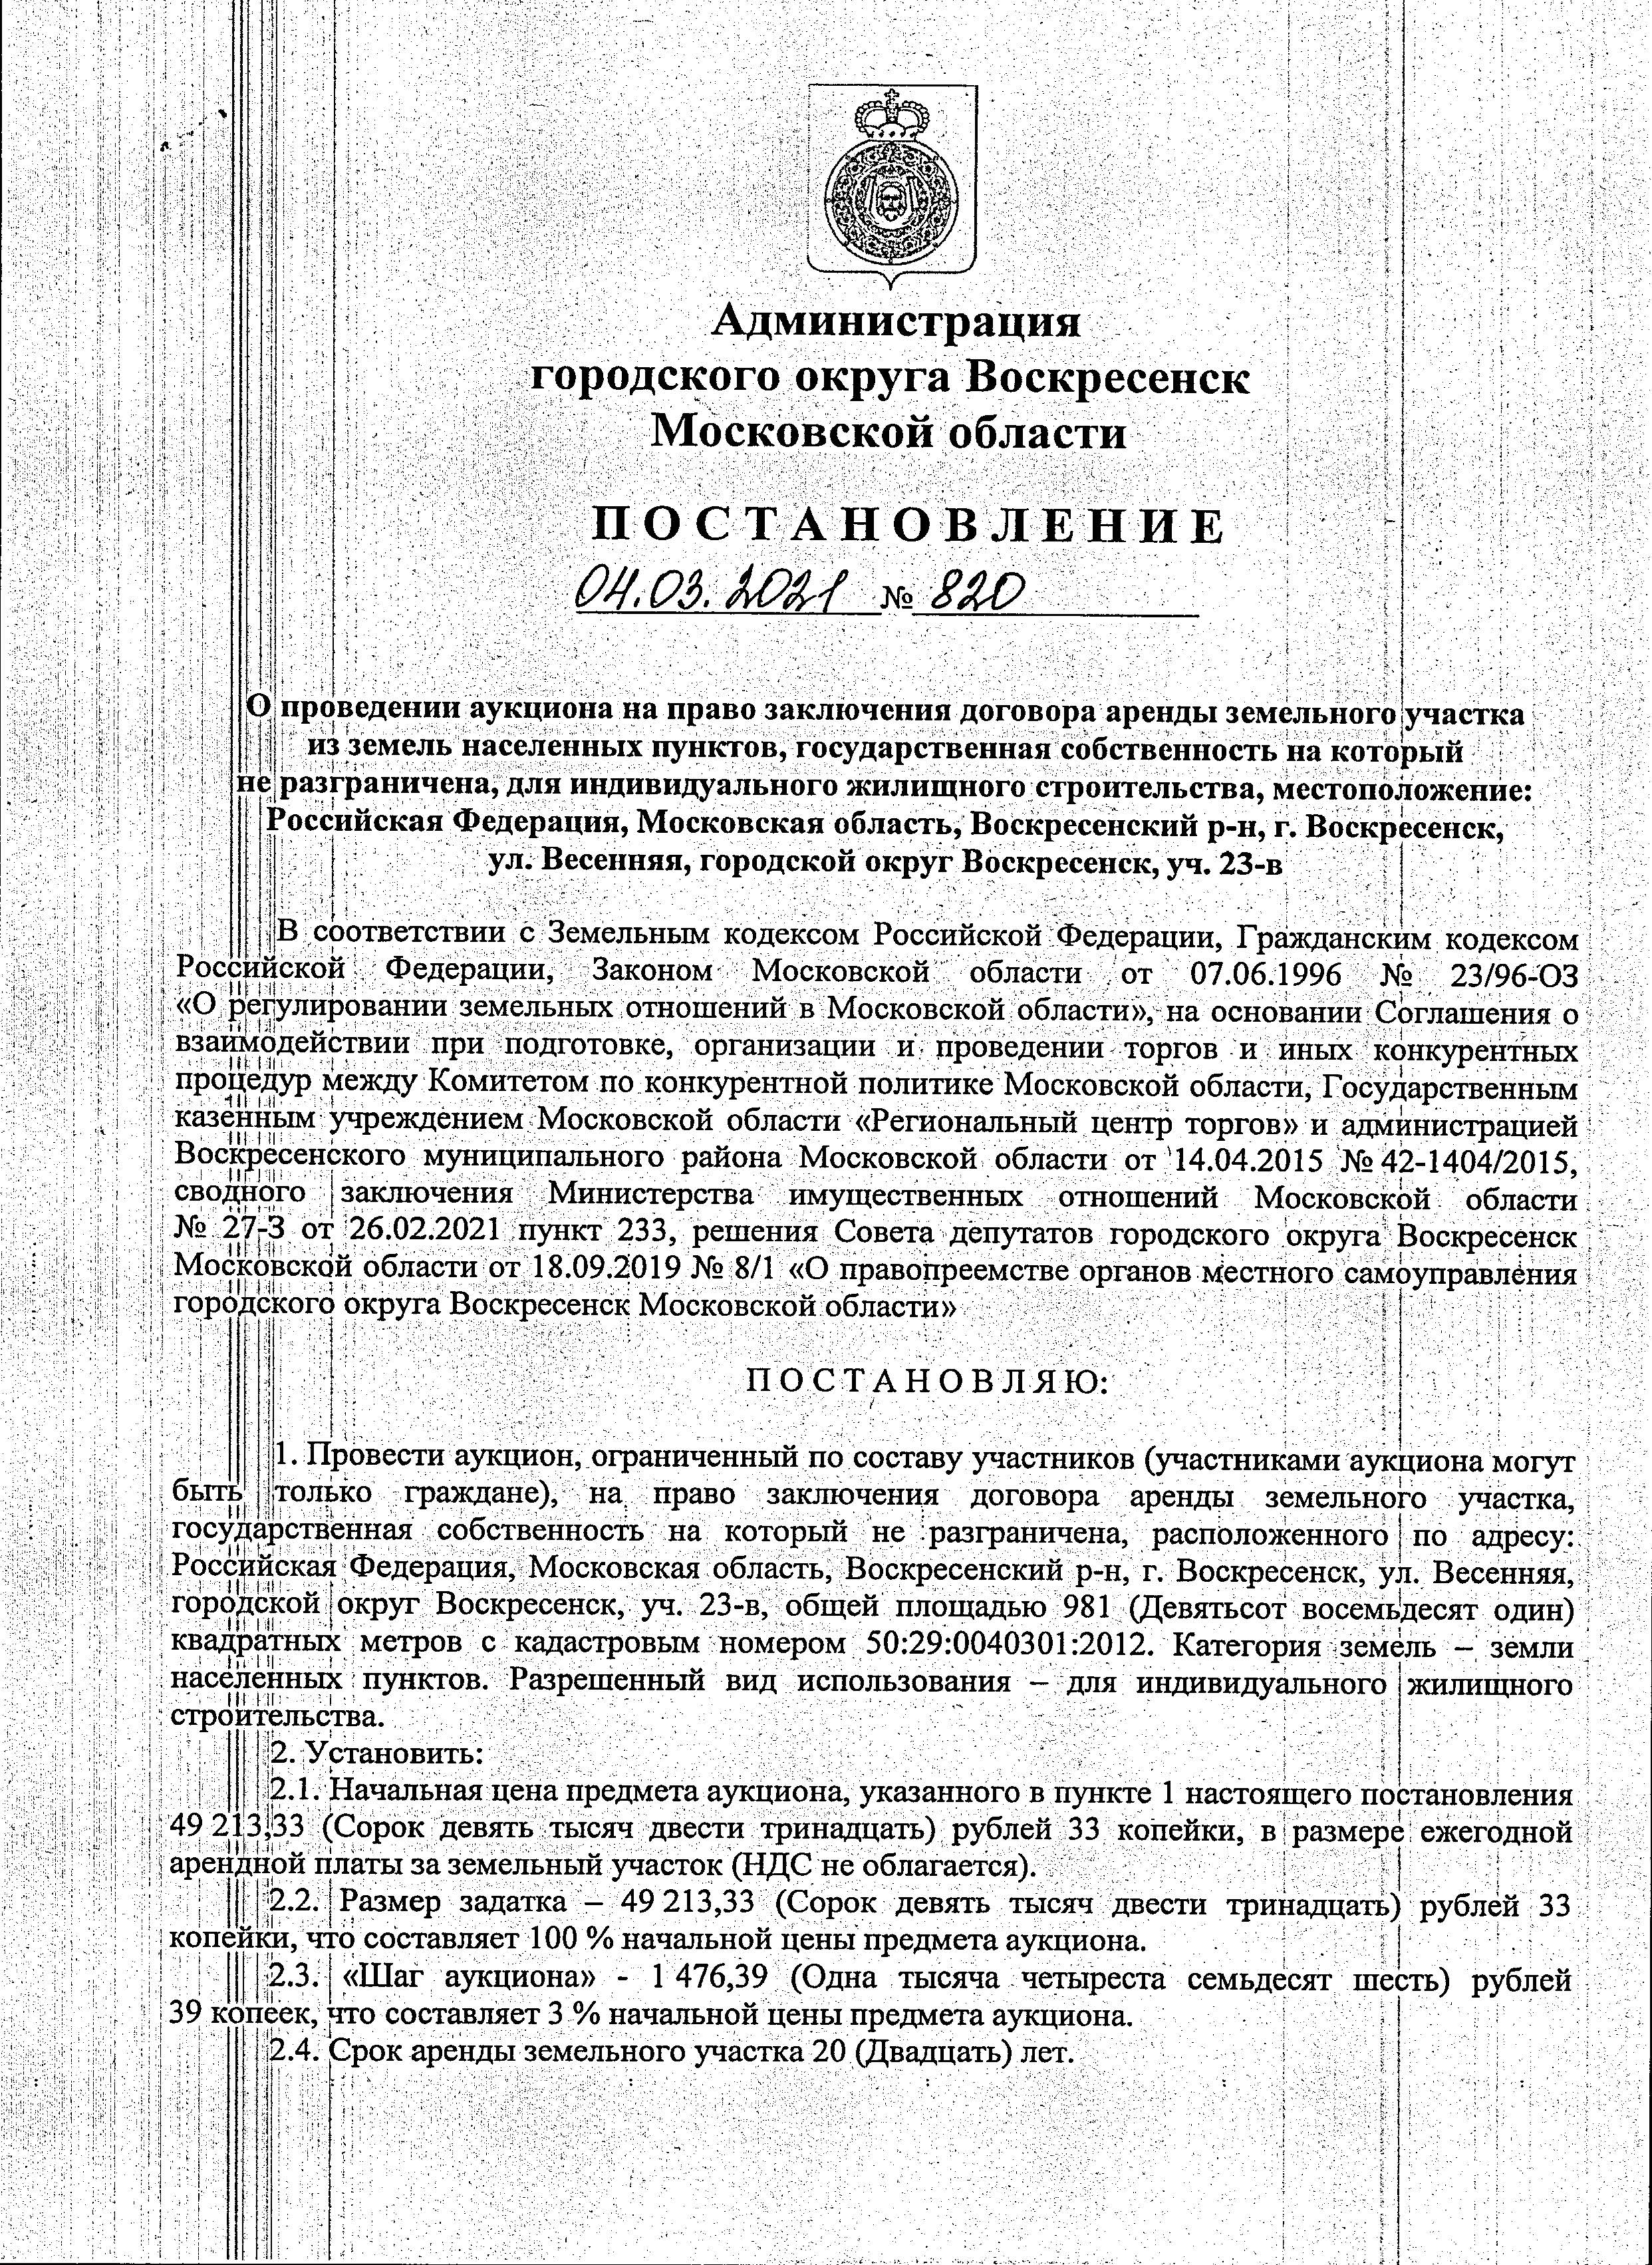 Администрация
городского округа Воскресенск
Московской области
ПОСТАНОВЛЕНИЕ
04.03.2021 № 820
О проведении аукциона на право заключения договора аренды земельного участка
из земель населенных пунктов, государственная собственность на который
не разграничена, для индивидуального жилищного строительства, местоположение:
Российская Федерация, Московская область, Воскресенский р-н, г. Воскресенск,
ул. Весенняя, городской округ Воскресенск, уч. 23-в
В соответствии с Земельным кодексом Российской Федерации, Гражданским кодексом
Российской Федерации, Законом Московской области от 07.06.1996 № 23/96-ОЗ
«О регулировании земельных отношений в Московской области», на основании Соглашения о
взаимодействии при подготовке, организации и проведении торгов и иных конкурентных
процедур между Комитетом по конкурентной политике Московской области, Государственным
казенным учреждением Московской области «Региональный центр торгов» и администрацией
Воскресенского муниципального района Московской области от 14.04.2015 № 42-1404/2015,
сводного заключения Министерства имущественных отношений Московской области
№ 27-З от 26.02.2021 пункт 233, решения Совета депутатов городского округа Воскресенск
Московской области от 18.09.2019 № 8/1 «О правопреемстве органов местного самоуправления
городского округа Воскресенск Московской области»
ПОСТАНОВЛЯЮ:
1. Провести аукцион, ограниченный по составу участников (участниками аукциона могут
быть только граждане), на право заключения договора аренды земельного участка,
государственная собственность на который не разграничена, расположенного по адресу:
Российская Федерация, Московская область, Воскресенский р-н, г. Воскресенск, ул. Весенняя,
городской округ Воскресенск, уч. 23-в, общей площадью 981 (Девятьсот восемьдесят один)
квадратных метров с кадастровым номером 50:29:0040301:2012. Категория земель – земли
населенных пунктов. Разрешенный вид использования – для индивидуального жилищного
строительства.
2. Установить:
2.1. Начальная цена предмета аукциона, указанного в пункте 1 настоящего постановления
49 213,33 (Сорок девять тысяч двести тринадцать) рублей 33 копейки, в размере ежегодной
арендной платы за земельный участок (НДС не облагается).
2.2. Размер задатка – 49 213,33 (Сорок девять тысяч двести тринадцать) рублей 33
копейки, что составляет 100 % начальной цены предмета аукциона.
2.3. «Шаг аукциона» - 1 476,39 (Одна тысяча четыреста семьдесят шесть) рублей
39 копеек, что составляет 3 % начальной цены предмета аукциона.
2.4. Срок аренды земельного участка 20 (Двадцать) лет.